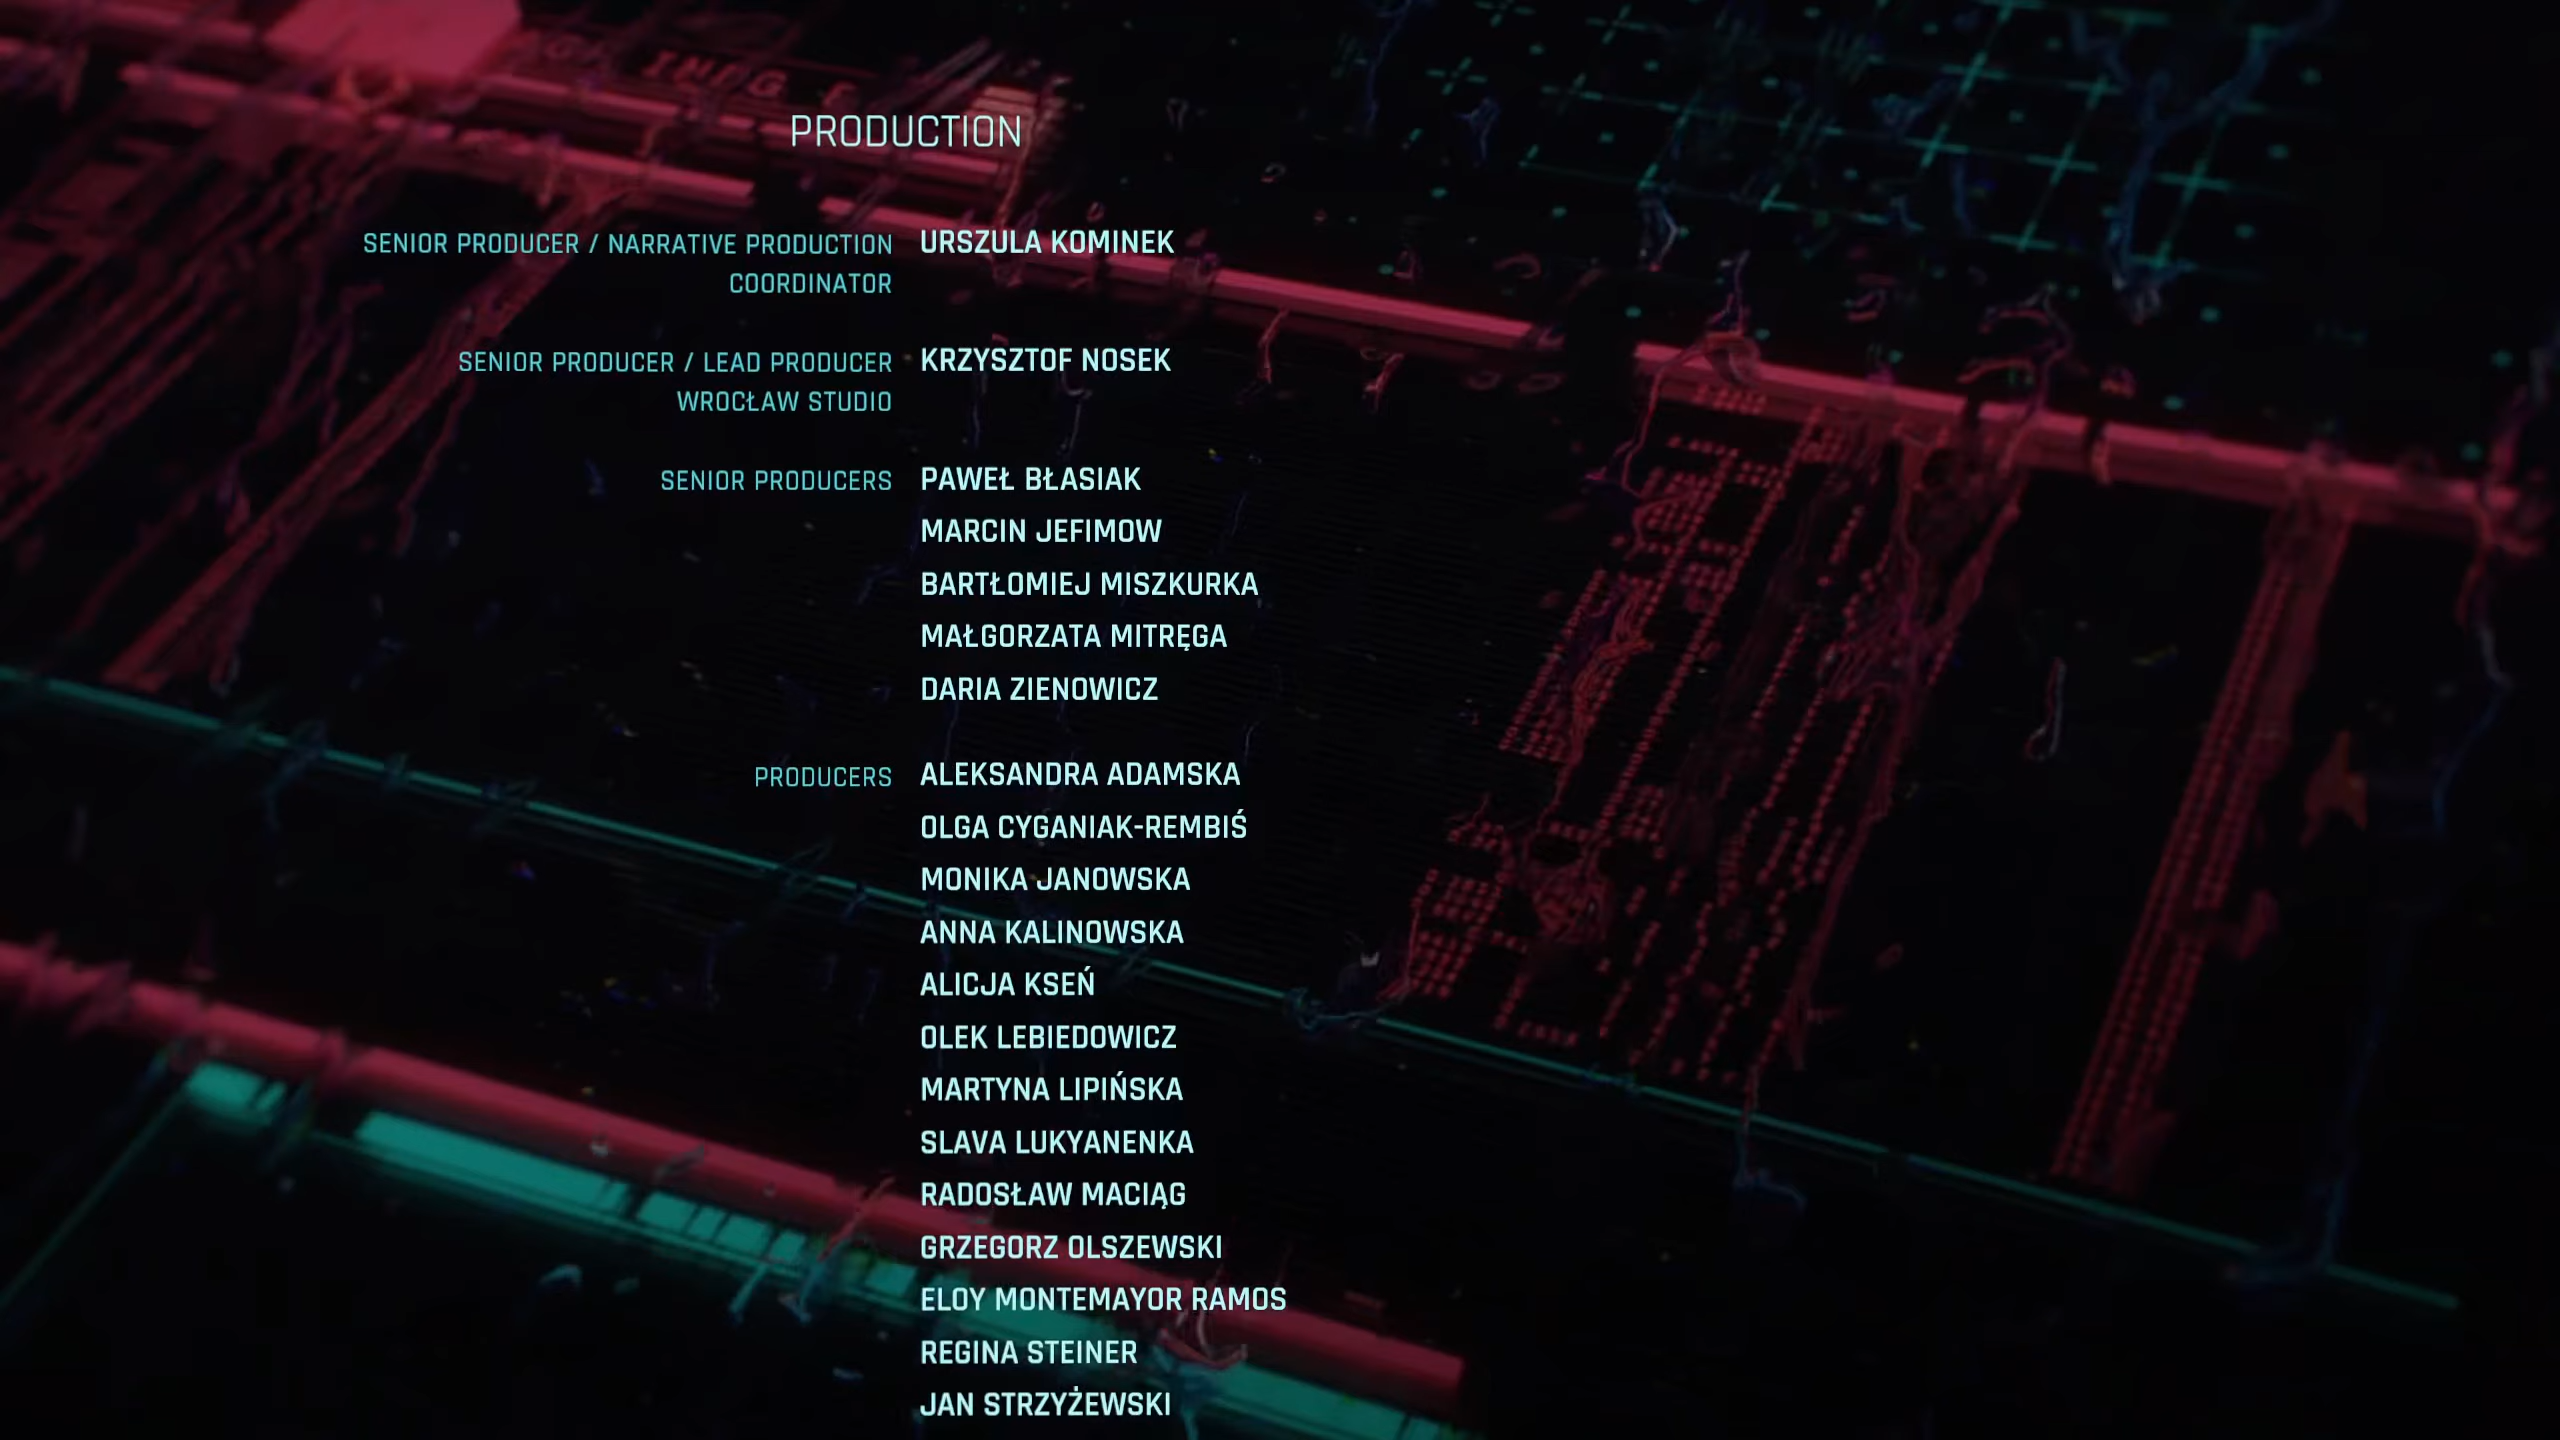 PRODUCTION
SENIOR PRODUCER / NARRATIVE PRODUCTION COORDINATOR URSZULA KOMINEK
SENIOR PRODUCER / LEAD PRODUCER WROCŁAW STUDIO KRZYSZTOF NOSEK
SENIOR PRODUCERS PAWEŁ BŁASIAK
MARCIN JEFIMOW
BARTŁOMIEJ MISZKURKA
MAŁGORZATA MITRĘGA
DARIA ZIENOWICZ
PRODUCERS ALEKSANDRA ADAMSKA
OLGA CYGANIAK-REMBIŚ
MONIKA JANOWSKA
ANNA KALINOWSKA
ALICJA KSEŃ
OLEK LEBIEDOWICZ
MARTYNA LIPIŃSKA
SLAVA LUKYANENKA
RADOSŁAW MACIĄG
GRZEGORZ OLSZEWSKI
ELOY MONTEMAYOR RAMOS
REGINA STEINER
JAN STRZYŻEWSKI